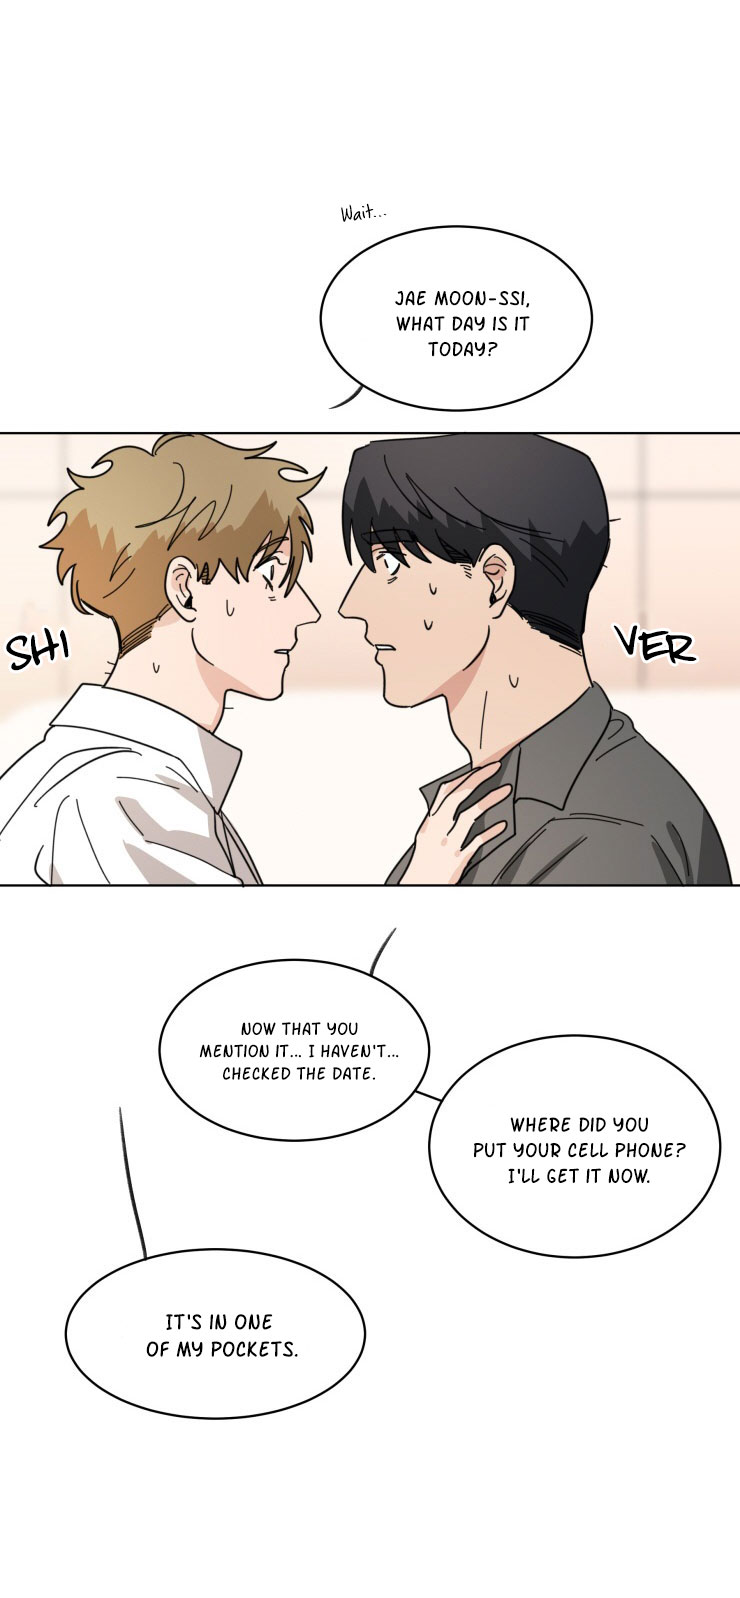 Wait...
JAE MOON-SSI,
WHAT DAY IS IT
TODAY?
SHI
VER
NOW THAT YOU
MENTION IT... I HAVEN'T...
CHECKED THE DATE.
WHERE DID YOU
PUT YOUR CELL PHONE?
I'LL GET IT NOW.
IT'S IN ONE
OF MY POCKETS.